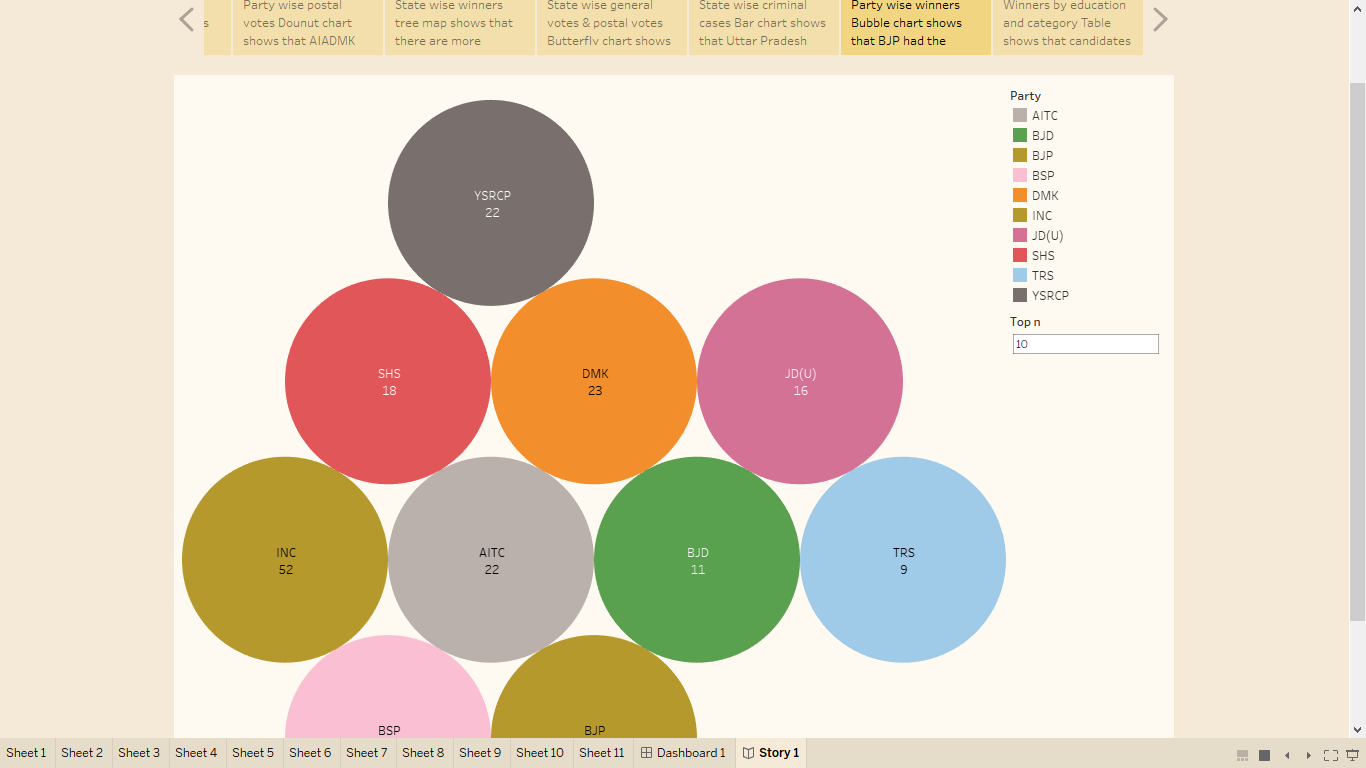 s
Party wise postal
votes Dounut chart
shows that AIADMK
State wise winners
tree map shows that
there are more
State wise general
votes & postal votes
Butterfly chart shows
State wise criminal
cases Bar chart shows
that Uttar Pradesh
Party wise winners
Bubble chart shows
that BJP had the
Winners by education
and category Table
shows that candidates
YSRCP
22
SHS
18
DMK
23
JD(U)
16
INC
52
AITC
22
BJD
11
TRS
9
BSP
BJP
Party
AITC
BJD
BJP
BSP
DMK
INC
JD(U)
SHS
TRS
YSRCP
Top n
10
Sheet 1 Sheet 2 Sheet 3 Sheet 4 Sheet 5 Sheet 6 Sheet 7 Sheet 8 Sheet 9 Sheet 10 Sheet 11 Dashboard 1 Story 1